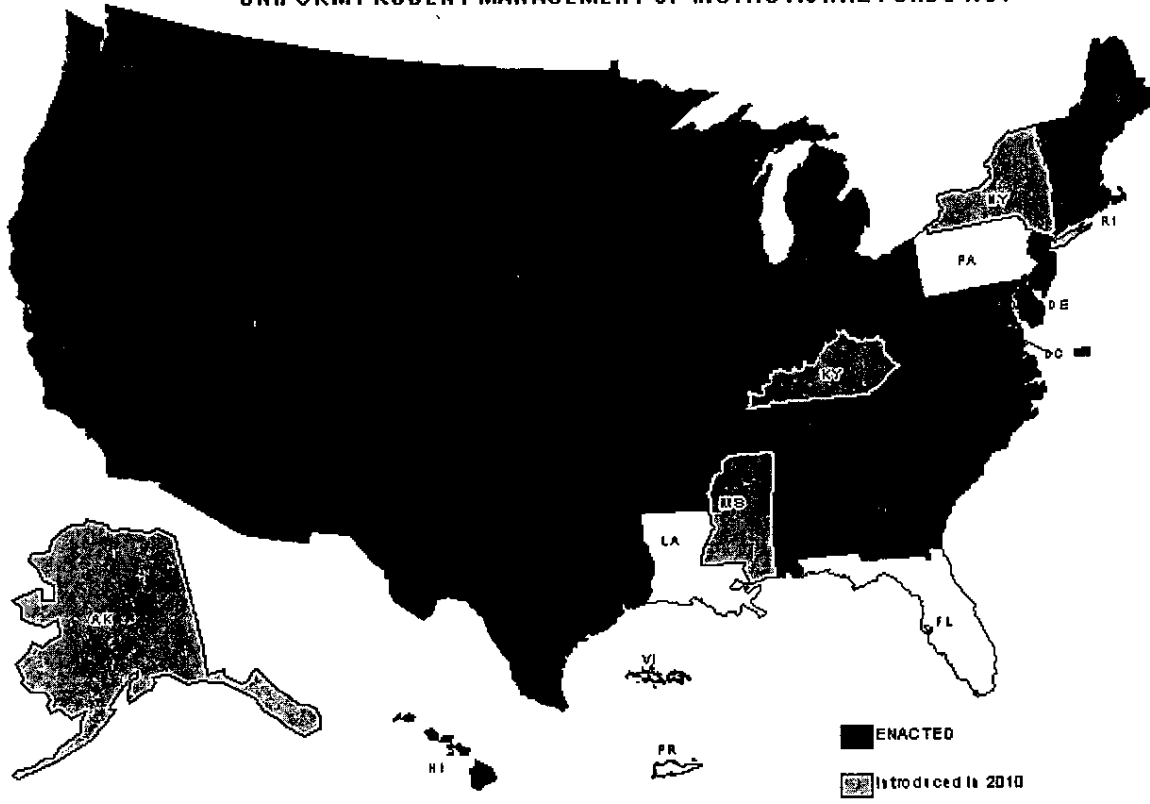 UNIFORM PRUDENT MANAGEMENT OF INSTITUTIONAL FUNDS ACT
NY
RI
PA
DE
DC
KY
MS
LA
AK
FL
VI
HI
PR
ENACTED
Introduced in 2010